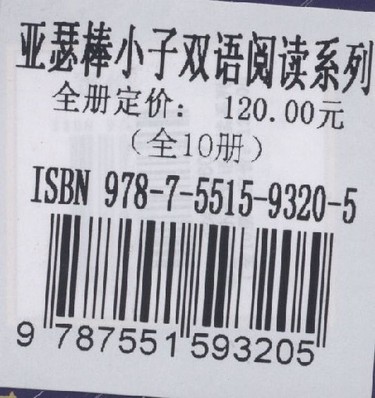 亚瑟棒小子双语阅读系列
全册定价： 120.00元
（全10册）
ISBN 978-7-5515-9320-5
9 787551 593205